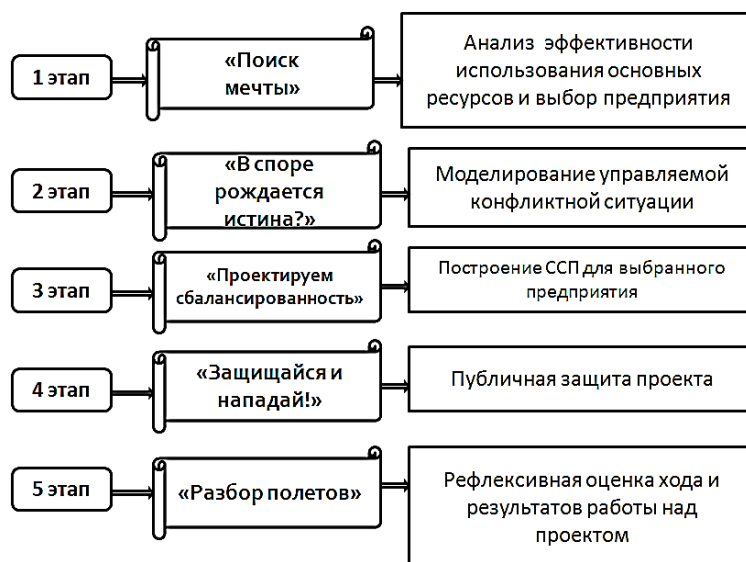 1 этап
«Поиск
мечты»
Анализ эффективности
использования основных
ресурсов и выбор предприятия
2 этап
«В споре
рождается
истина?»
Моделирование управляемой
конфликтной ситуации
3 этап
«Проектируем
сбалансированность»
Построение ССП для выбранного
предприятия
4 этап
«Защищайся и
нападай!»
Публичная защита проекта
5 этап
«Разбор полетов»
Рефлексивная оценка хода и
результатов работы над
проектом